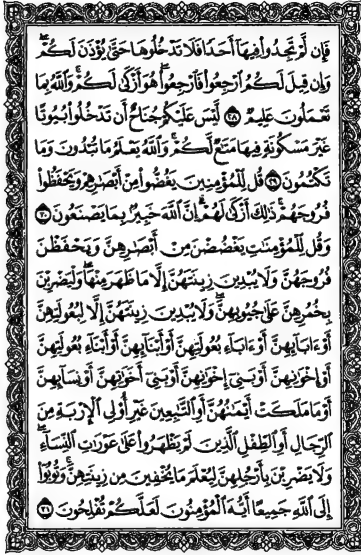 فَإِن لَّمْ تَجِدُوا فِيهَا أَحَدًا فَلَا تَدْخُلُوهَا حَتَّىٰ يُؤْذَنَ لَكُمْ ۖ
وَإِن قِيلَ لَكُمُ ارْجِعُوا فَارْجِعُوا ۖ هُوَ أَزْكَىٰ لَكُمْ ۚ وَاللَّهُ بِمَا
تَعْمَلُونَ عَلِيمٌ ٢٨ لَّيْسَ عَلَيْكُمْ جُنَاحٌ أَن تَدْخُلُوا بُيُوتًا
غَيْرَ مَسْكُونَةٍ فِيهَا مَتَاعٌ لَّكُمْ ۚ وَاللَّهُ يَعْلَمُ مَا تُبْدُونَ وَمَا
تَكْتُمُونَ ٢٩ قُل لِّلْمُؤْمِنِينَ يَغُضُّوا مِنْ أَبْصَارِهِمْ وَيَحْفَظُوا
فُرُوجَهُمْ ۚ ذَٰلِكَ أَزْكَىٰ لَهُمْ ۗ إِنَّ اللَّهَ خَبِيرٌ بِمَا يَصْنَعُونَ ٣٠
وَقُل لِّلْمُؤْمِنَاتِ يَغْضُضْنَ مِنْ أَبْصَارِهِنَّ وَيَحْفَظْنَ
فُرُوجَهُنَّ وَلَا يُبْدِينَ زِينَتَهُنَّ إِلَّا مَا ظَهَرَ مِنْهَا ۖ وَلْيَضْرِبْنَ
بِخُمُرِهِنَّ عَلَىٰ جُيُوبِهِنَّ ۖ وَلَا يُبْدِينَ زِينَتَهُنَّ إِلَّا لِبُعُولَتِهِنَّ
أَوْ ءَابَائِهِنَّ أَوْ ءَابَاءِ بُعُولَتِهِنَّ أَوْ أَبْنَائِهِنَّ أَوْ أَبْنَاءِ بُعُولَتِهِنَّ
أَوْ إِخْوَانِهِنَّ أَوْ بَنِي إِخْوَانِهِنَّ أَوْ بَنِي أَخَوَاتِهِنَّ أَوْ نِسَائِهِنَّ
أَوْ مَا مَلَكَتْ أَيْمَانُهُنَّ أَوِ التَّابِعِينَ غَيْرِ أُولِي الْإِرْبَةِ مِنَ
الرِّجَالِ أَوِ الطِّفْلِ الَّذِينَ لَمْ يَظْهَرُوا عَلَىٰ عَوْرَاتِ النِّسَاءِ ۖ
وَلَا يَضْرِبْنَ بِأَرْجُلِهِنَّ لِيُعْلَمَ مَا يُخْفِينَ مِن زِينَتِهِنَّ ۚ وَتُوبُوا
إِلَى اللَّهِ جَمِيعًا أَيُّهَ الْمُؤْمِنُونَ لَعَلَّكُمْ تُفْلِحُونَ ٣١